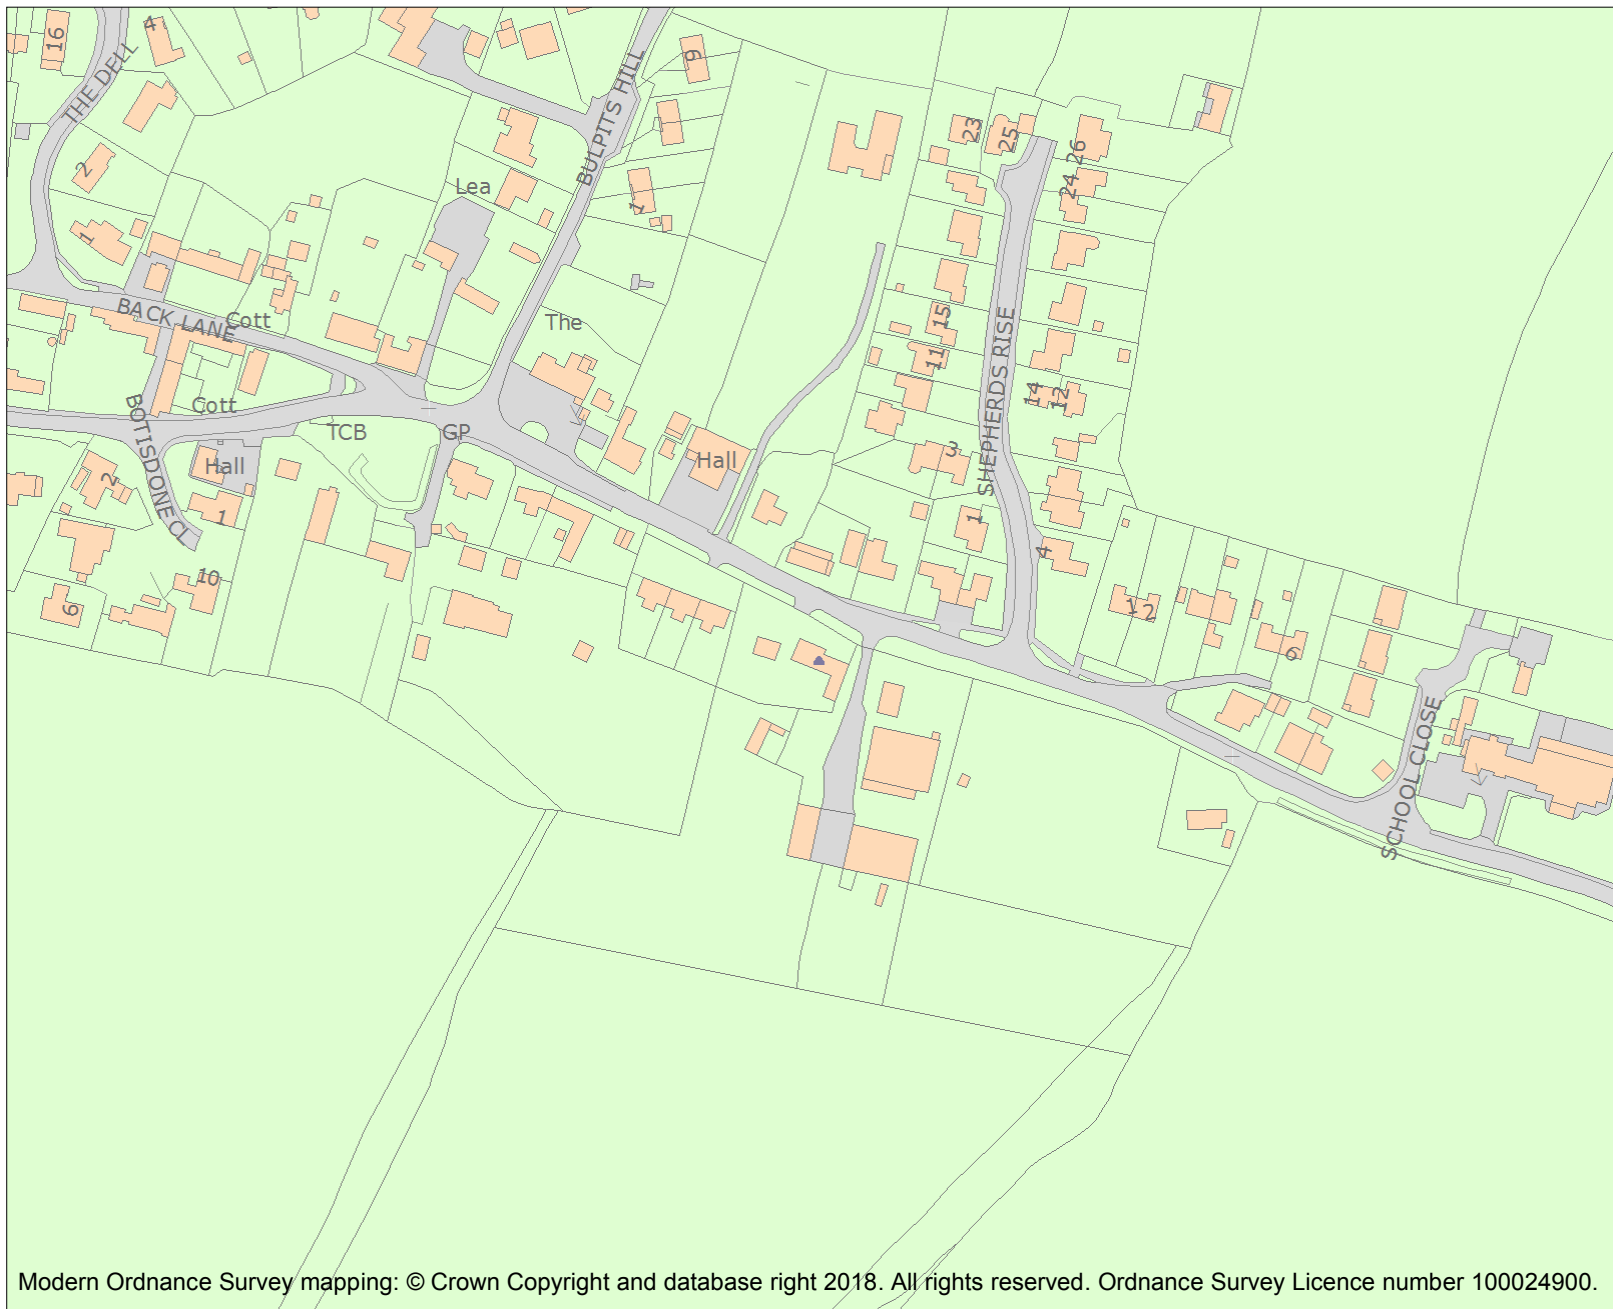 16
4
THE DELL
BULPITS HILL
9
23
25
26
24
2
Lea
1
1
BACK LANE
Cott
The
15
11
SHEPHERDS RISE
14
12
Cott
BOTISDONE CL
TCB
GP
Hall
Hall
3
2
1
1
4
10
6
1
2
6
SCHOOL CLOSE
Modern Ordnance Survey mapping: © Crown Copyright and database right 2018. All rights reserved. Ordnance Survey Licence number 100024900.